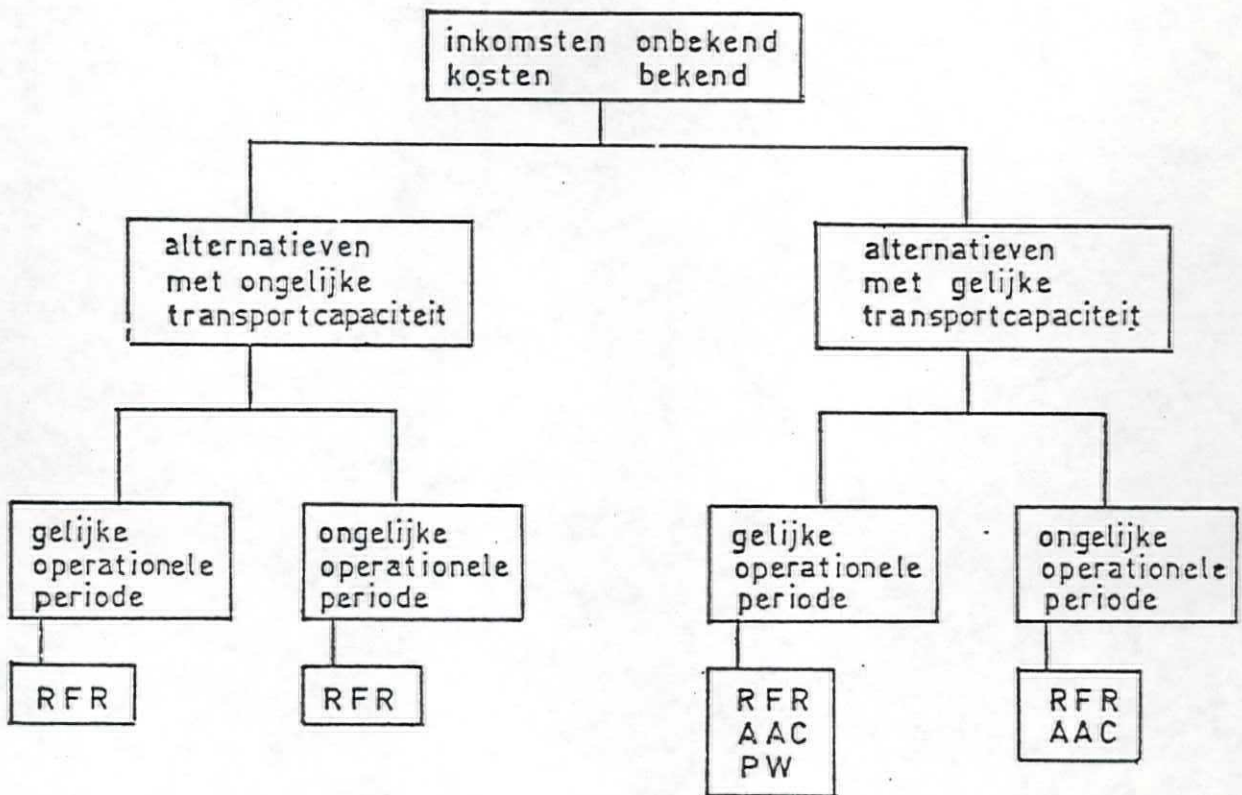 inkomsten onbekend
kosten bekend
alternatieven
met ongelijke
transportcapaciteit
alternatieven
met gelijke
transportcapaciteit
gelijke
operationele
periode
ongelijke
operationele
periode
gelijke
operationele
periode
ongelijke
operationele
periode
RFR
RFR
RFR
AAC
PW
RFR
AAC